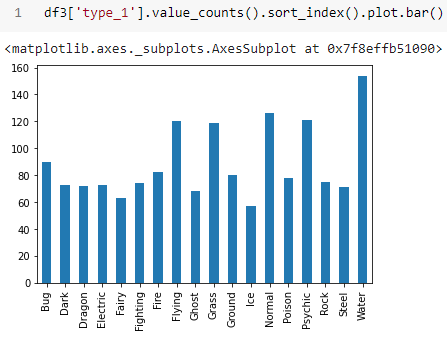 1 df3['type_1'].value_counts().sort_index().plot.bar()
<matplotlib.axes._subplots.AxesSubplot at 0x7f8effb51090>
160
140
120
100
80
60
40
20
0
Bug
Dark
Dragon
Electric
Fairy
Fighting
Fire
Flying
Ghost
Grass
Ground
Ice
Normal
Poison
Psychic
Rock
Steel
Water